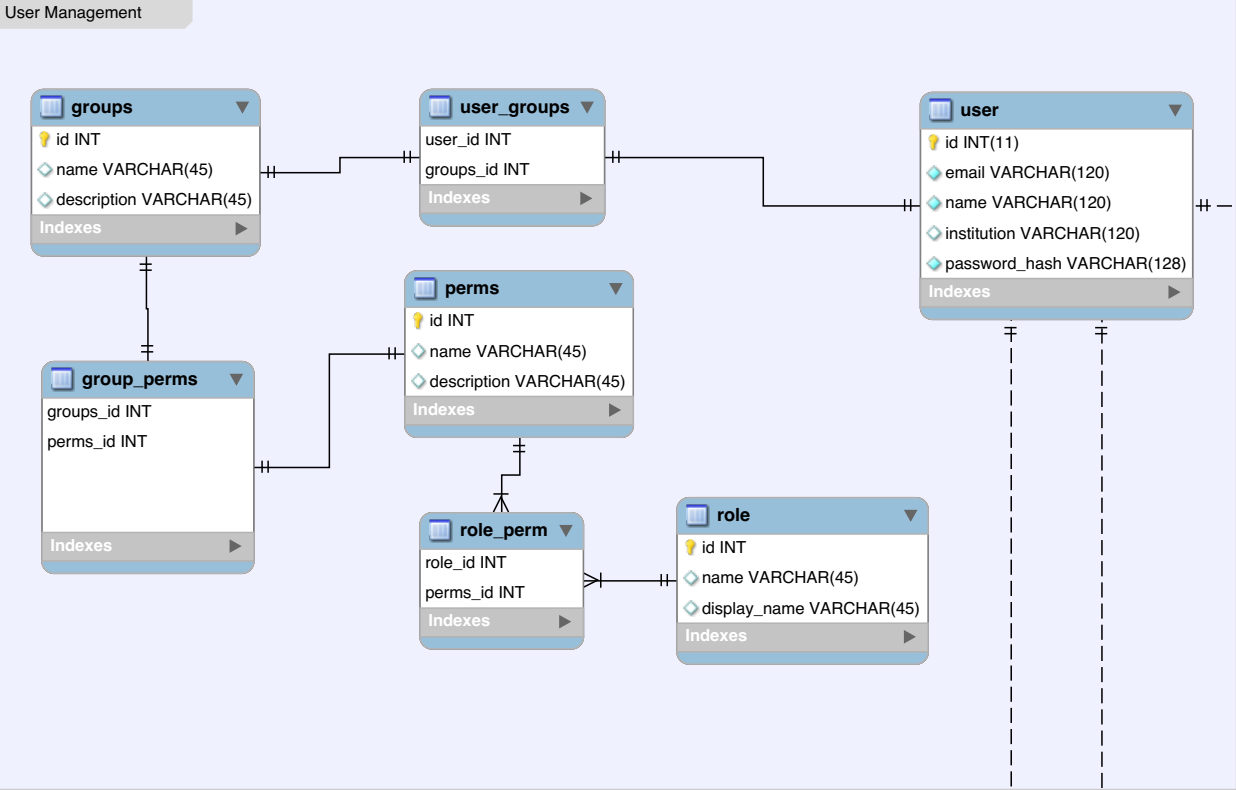 User Management
groups
id INT
name VARCHAR(45)
description VARCHAR(45)
Indexes
user_groups
user_id INT
groups_id INT
Indexes
user
id INT(11)
email VARCHAR(120)
name VARCHAR(120)
institution VARCHAR(120)
password_hash VARCHAR(128)
Indexes
perms
id INT
name VARCHAR(45)
description VARCHAR(45)
Indexes
group_perms
groups_id INT
perms_id INT
Indexes
role_perm
role_id INT
perms_id INT
Indexes
role
id INT
name VARCHAR(45)
display_name VARCHAR(45)
Indexes